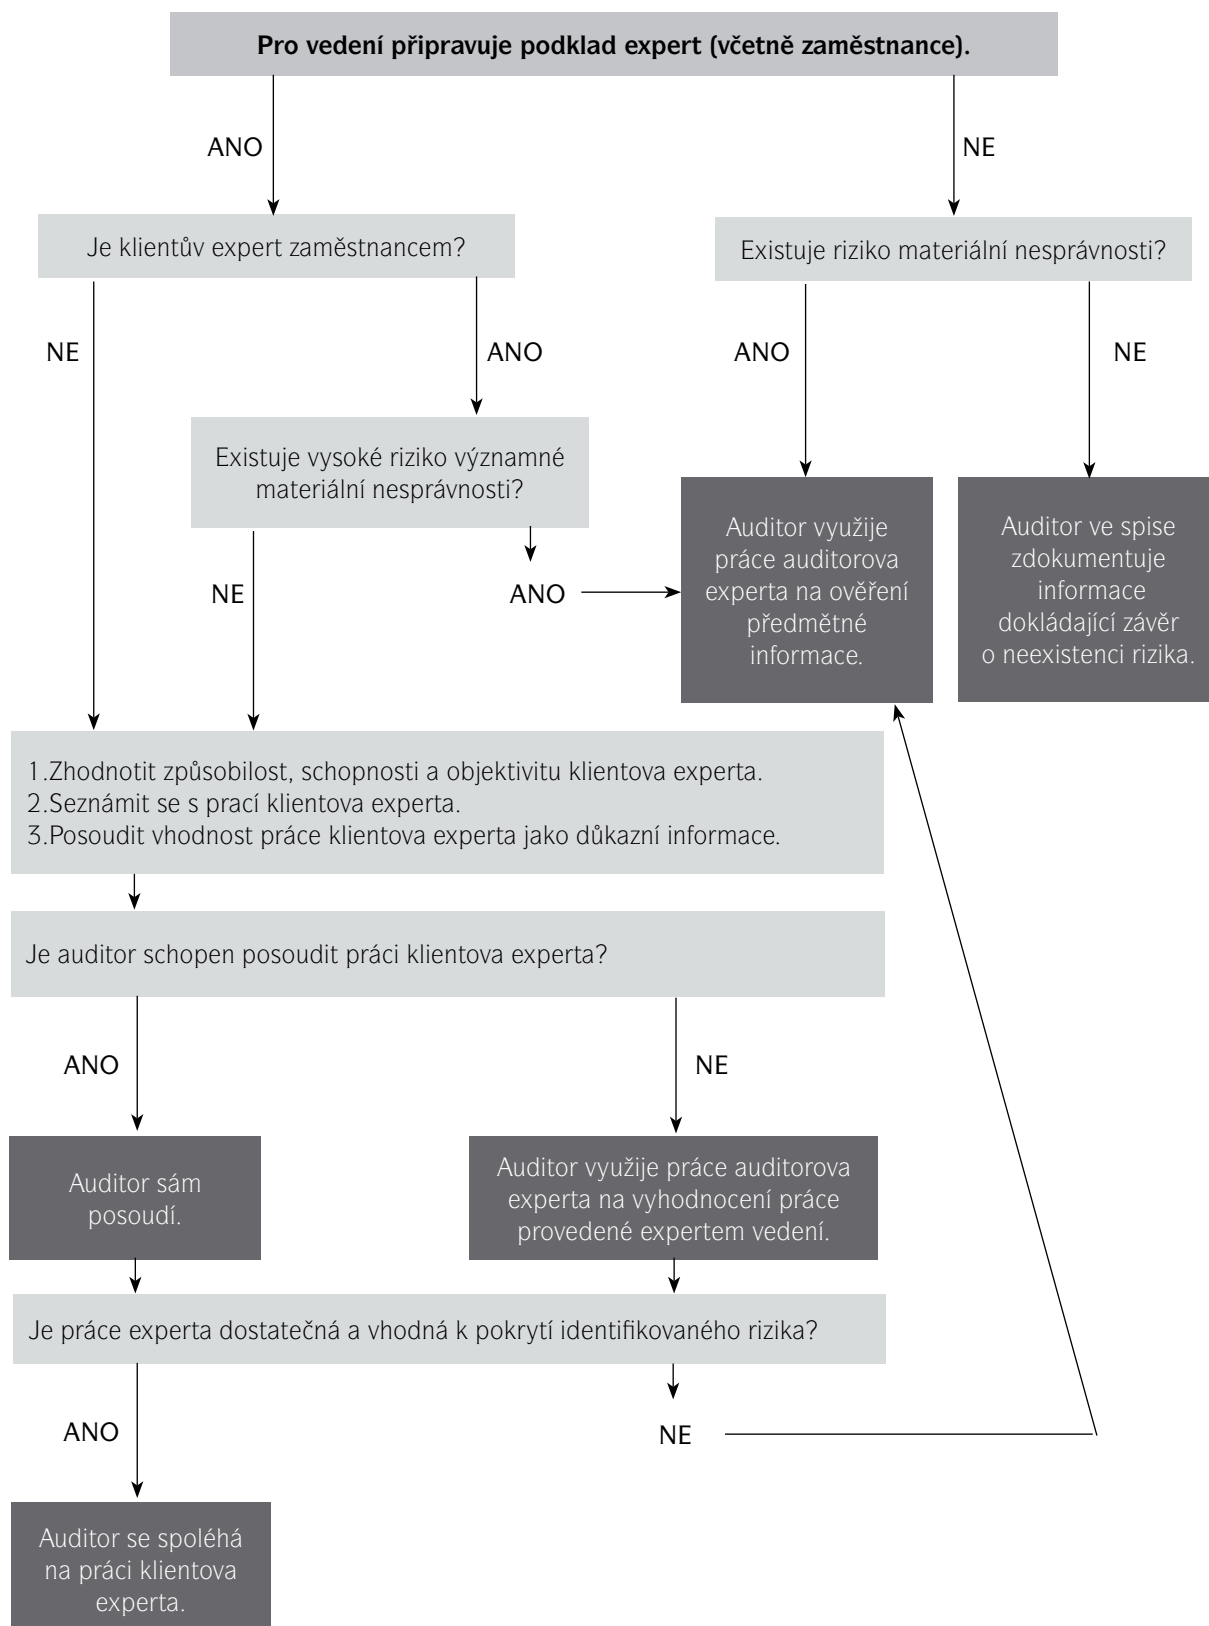 Pro vedení připravuje podklad expert (včetně zaměstnance).
ANO
NE
Je klientův expert zaměstnancem?
Existuje riziko materiální nesprávnosti?
NE
ANO
ANO
NE
Existuje vysoké riziko významné
materiální nesprávnosti?
Auditor využije
práce auditorova
experta na ověření
předmětné
informace.
Auditor ve spise
zdokumentuje
informace
dokládající závěr
o neexistenci rizika.
NE
ANO
1.Zhodnotit způsobilost, schopnosti a objektivitu klientova experta.
2.Seznámit se s prací klientova experta.
3.Posoudit vhodnost práce klientova experta jako důkazní informace.
Je auditor schopen posoudit práci klientova experta?
ANO
NE
Auditor sám
posoudí.
Auditor využije práce auditorova
experta na vyhodnocení práce
provedené expertem vedení.
Je práce experta dostatečná a vhodná k pokrytí identifikovaného rizika?
ANO
NE
Auditor se spoléhá
na práci klientova
experta.